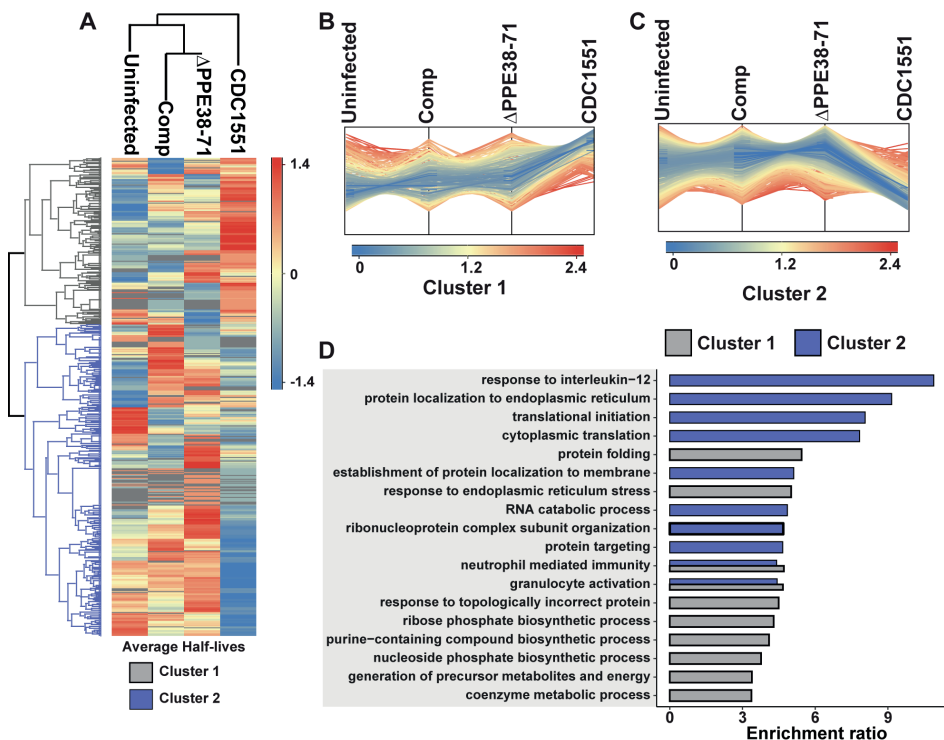 A
Uninfected
Comp
△PPE38-71
CDC1551
1.4
0
-1.4
Average Half-lives
Cluster 1
Cluster 2
B
Uninfected
Comp
△PPE38-71
CDC1551
0
1.2
2.4
Cluster 1
C
Uninfected
Comp
△PPE38-71
CDC1551
0
1.2
2.4
Cluster 2
D
Cluster 1
Cluster 2
response to interleukin−12
protein localization to endoplasmic reticulum
translational initiation
cytoplasmic translation
protein folding
establishment of protein localization to membrane
response to endoplasmic reticulum stress
RNA catabolic process
ribonucleoprotein complex subunit organization
protein targeting
neutrophil mediated immunity
granulocyte activation
response to topologically incorrect protein
ribose phosphate biosynthetic process
purine-containing compound biosynthetic process
nucleoside phosphate biosynthetic process
generation of precursor metabolites and energy
coenzyme metabolic process
0
3
6
9
Enrichment ratio